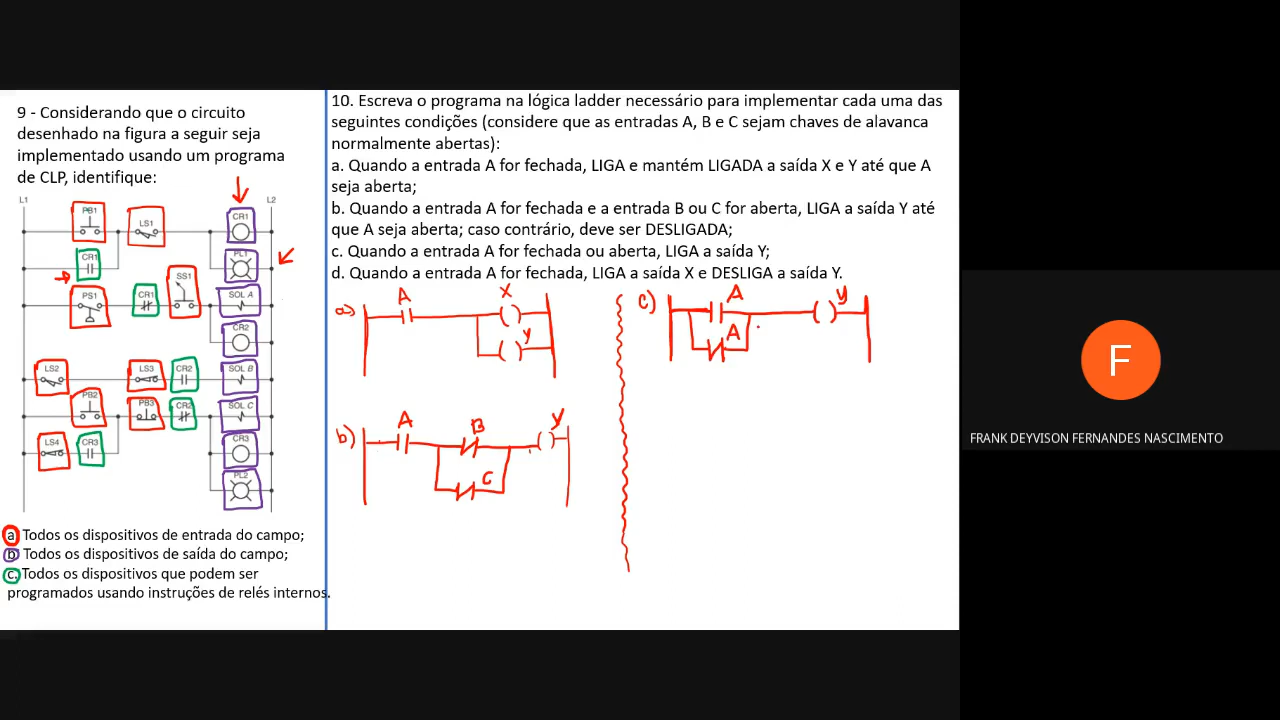 9 - Considerando que o circuito
desenhado na figura a seguir seja
implementado usando um programa
de CLP, identifique:
L1
L2
PB1
LS1
CR1
CR1
PL1
PS1
CR1
SS1
SOL A
CR2
LS2
LS3
CR2
SOL B
PB2
PB3
CR2
SOL C
LS4
CR3
CR3
PL2
a. Todos os dispositivos de entrada do campo;
b. Todos os dispositivos de saída do campo;
c. Todos os dispositivos que podem ser
programados usando instruções de relés internos.
10. Escreva o programa na lógica ladder necessário para implementar cada uma das
seguintes condições (considere que as entradas A, B e C sejam chaves de alavanca
normalmente abertas):
a. Quando a entrada A for fechada, LIGA e mantém LIGADA a saída X e Y até que A
seja aberta;
b. Quando a entrada A for fechada e a entrada B ou C for aberta, LIGA a saída Y até
que A seja aberta; caso contrário, deve ser DESLIGADA;
c. Quando a entrada A for fechada ou aberta, LIGA a saída Y;
d. Quando a entrada A for fechada, LIGA a saída X e DESLIGA a saída Y.
a)
A
X
Y
b)
A
B
Y
C
c)
A
Y
A
F
FRANK DEYVISON FERNANDES NASCIMENTO